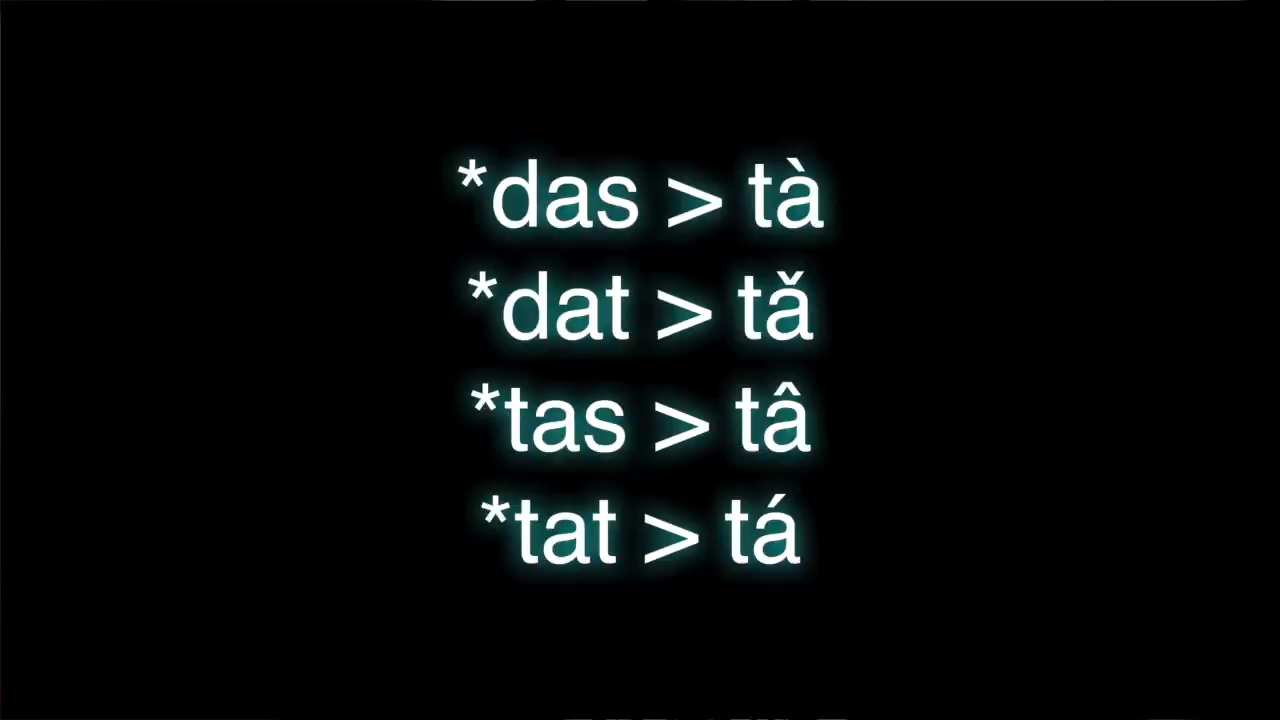 *das > tà
*dat > tǎ
*tas > tâ
*tat > tá